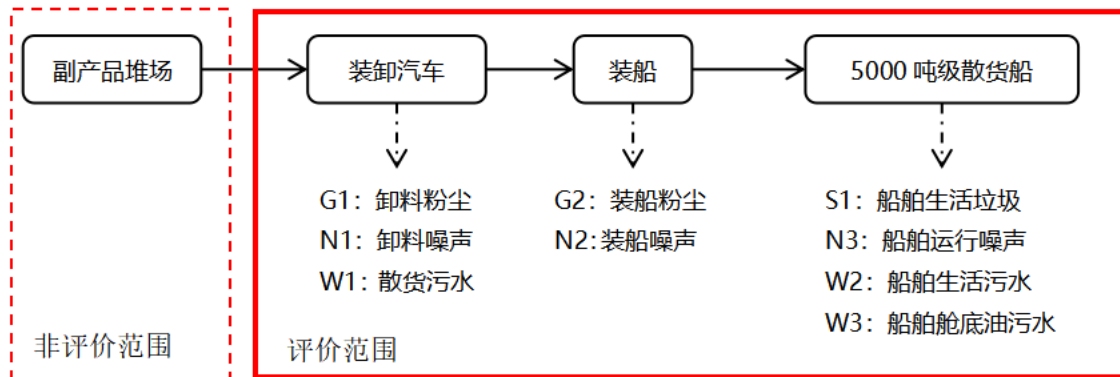 副产品堆场
装卸汽车
装船
5000 吨级散货船
G1：卸料粉尘
N1：卸料噪声
W1：散货污水
G2：装船粉尘
N2:装船噪声
S1：船舶生活垃圾
N3：船舶运行噪声
W2：船舶生活污水
W3：船舶舱底油污水
非评价范围
评价范围